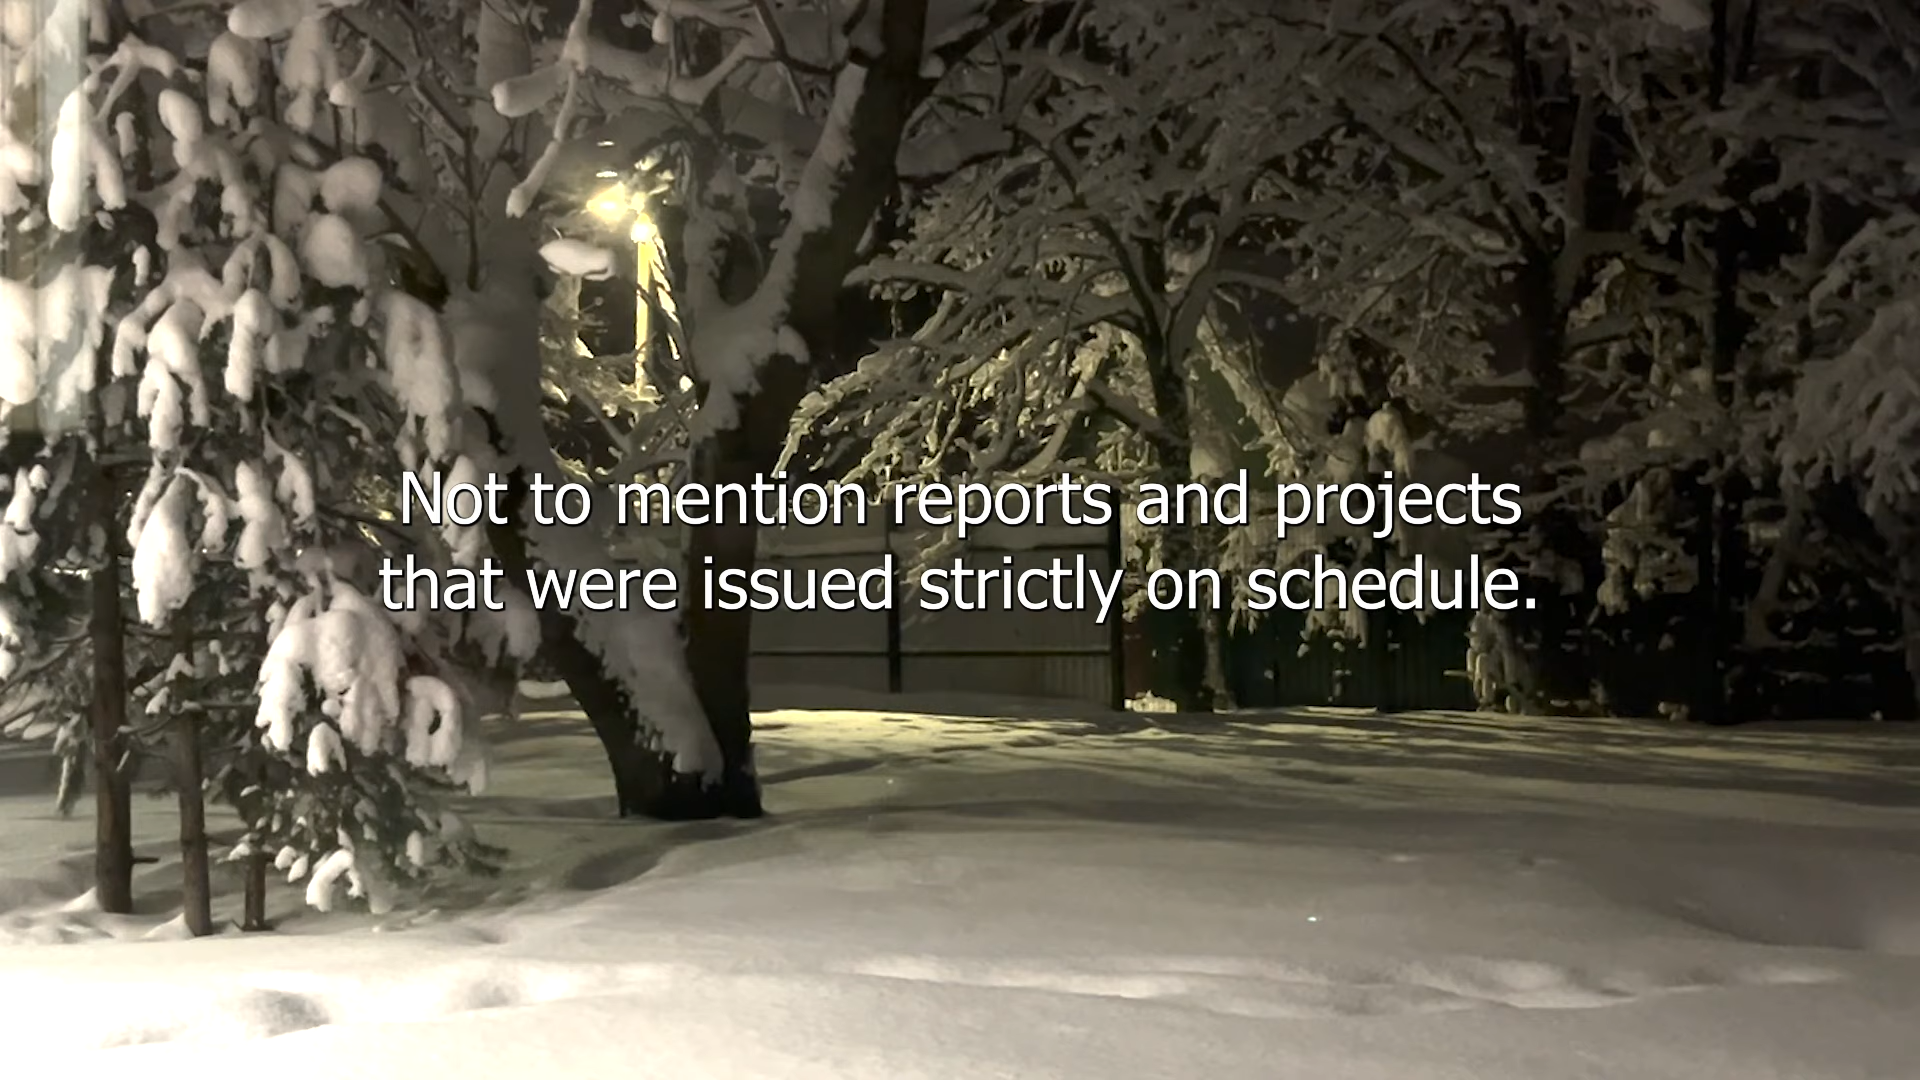 Not to mention reports and projects
that were issued strictly on schedule.